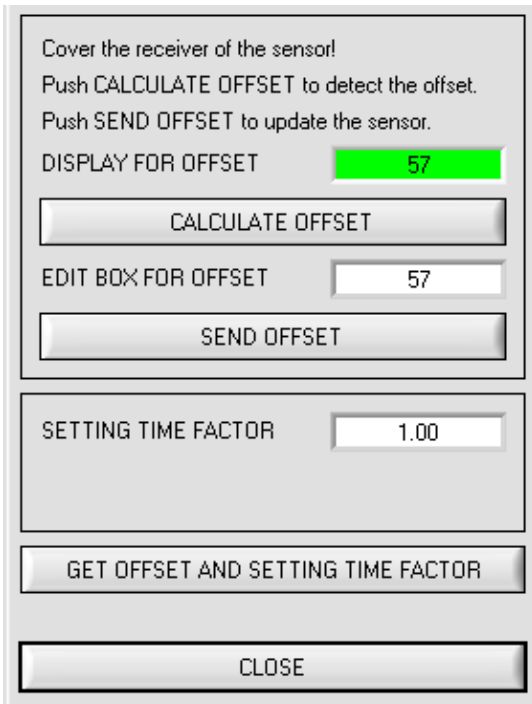 Cover the receiver of the sensor!
Push CALCULATE OFFSET to detect the offset.
Push SEND OFFSET to update the sensor.
DISPLAY FOR OFFSET 57
CALCULATE OFFSET
EDIT BOX FOR OFFSET 57
SEND OFFSET
SETTING TIME FACTOR 1.00
GET OFFSET AND SETTING TIME FACTOR
CLOSE